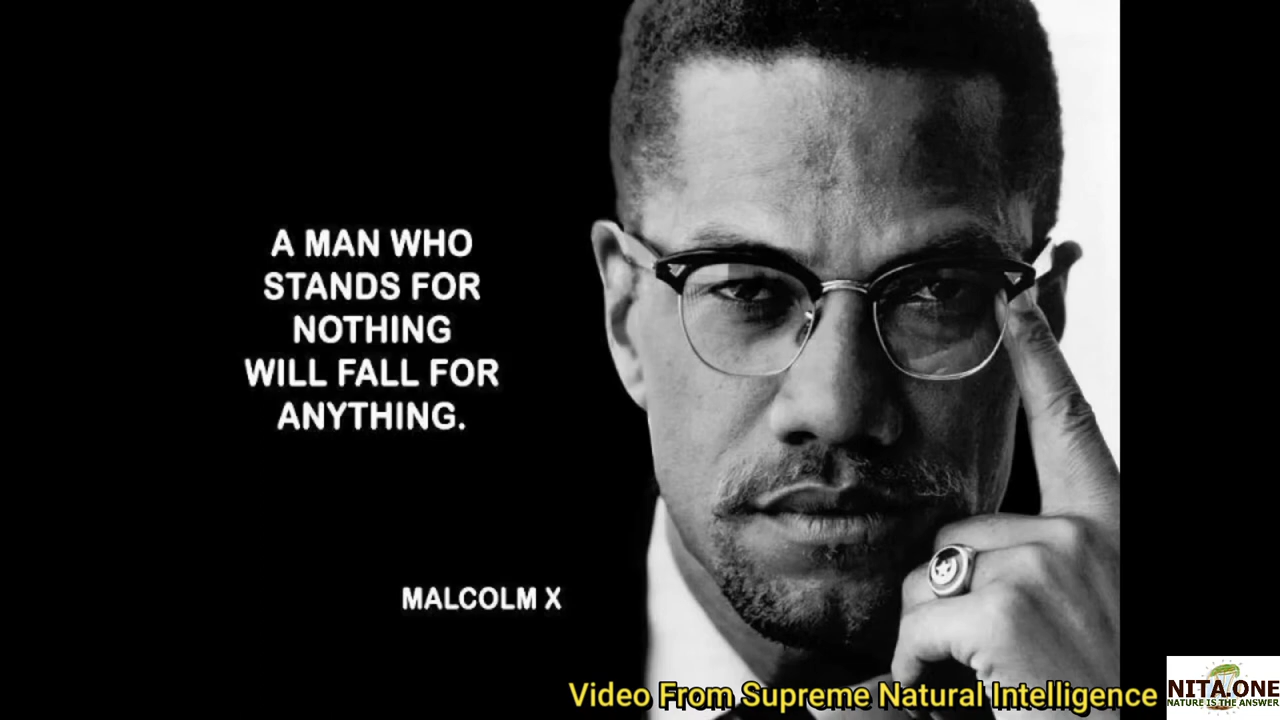 A MAN WHO
STANDS FOR
NOTHING
WILL FALL FOR
ANYTHING.
MALCOLM X
Video From Supreme Natural Intelligence
NITA.ONE
NATURE IS THE ANSWER